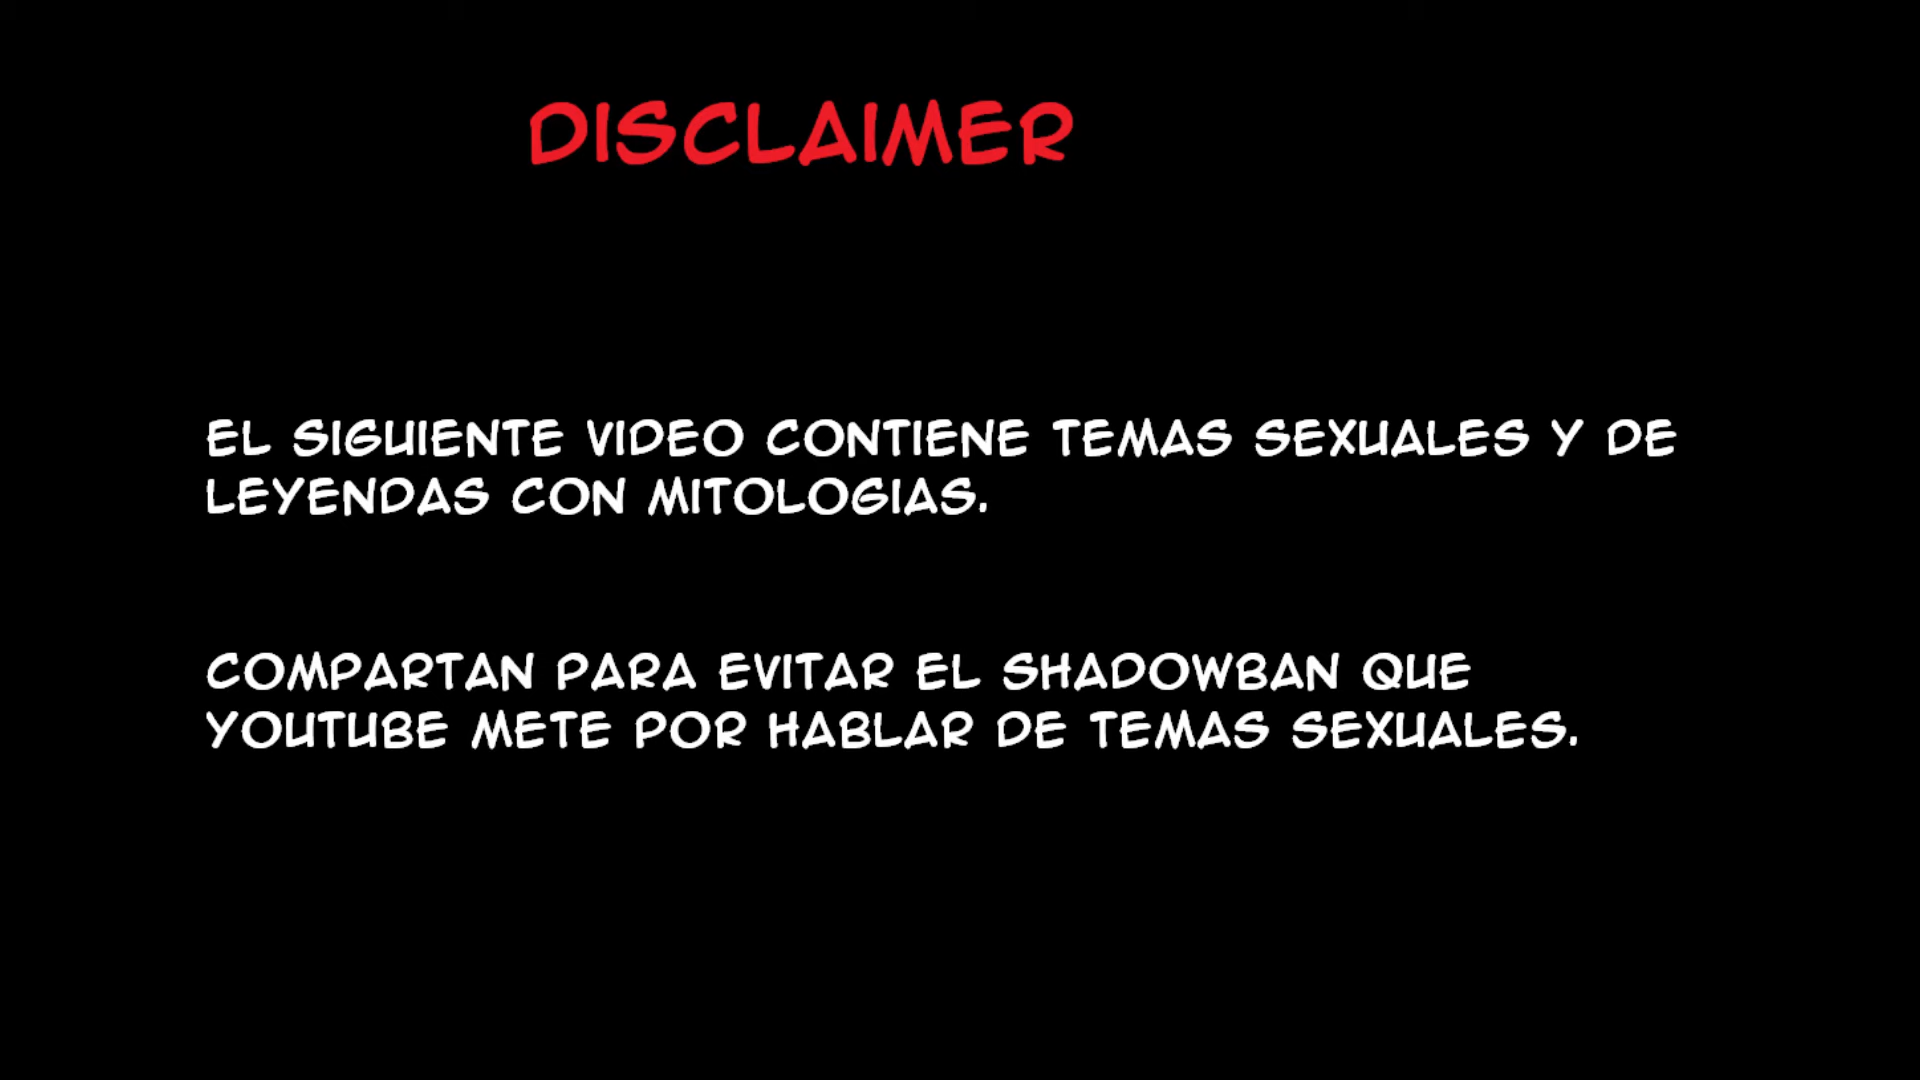 DISCLAIMER
EL SIGUIENTE VIDEO CONTIENE TEMAS SEXUALES Y DE
LEYENDAS CON MITOLOGIAS.
COMPARTAN PARA EVITAR EL SHADOWBAN QUE
YOUTUBE METE POR HABLAR DE TEMAS SEXUALES.